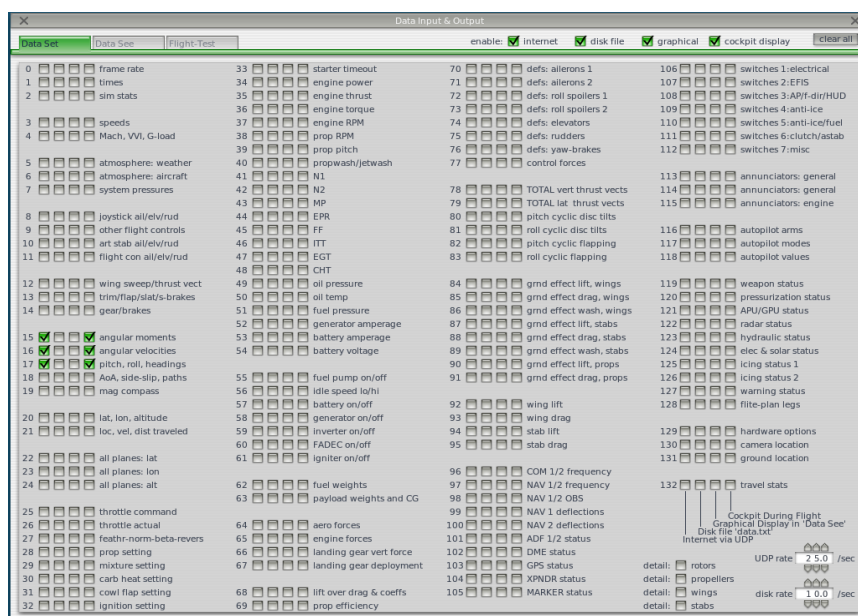 Data Input & Output
Data Set
Data See
Flight-Test
enable: internet disk file graphical cockpit display clear all
0 frame rate
1 times
2 sim stats
3 speeds
4 Mach, VVI, G-load
5 atmosphere: weather
6 atmosphere: aircraft
7 system pressures
8 joystick ail/elv/rud
9 other flight controls
10 art stab ail/elv/rud
11 flight con ail/elv/rud
12 wing sweep/thrust vect
13 trim/flap/slat/s-brakes
14 gear/brakes
15 angular moments
16 angular velocities
17 pitch, roll, headings
18 AoA, side-slip, paths
19 mag compass
20 lat, lon, altitude
21 loc, vel, dist traveled
22 all planes: lat
23 all planes: lon
24 all planes: alt
25 throttle command
26 throttle actual
27 feathr-norm-beta-revers
28 prop setting
29 mixture setting
30 carb heat setting
31 cowl flap setting
32 ignition setting
33 starter timeout
34 engine power
35 engine thrust
36 engine torque
37 engine RPM
38 prop RPM
39 prop pitch
40 propwash/jetwash
41 N1
42 N2
43 MP
44 EPR
45 FF
46 ITT
47 EGT
48 CHT
49 oil pressure
50 oil temp
51 fuel pressure
52 generator amperage
53 battery amperage
54 battery voltage
55 fuel pump on/off
56 idle speed lo/hi
57 battery on/off
58 generator on/off
59 inverter on/off
60 FADEC on/off
61 igniter on/off
62 fuel weights
63 payload weights and CG
64 aero forces
65 engine forces
66 landing gear vert force
67 landing gear deployment
68 lift over drag & coeffs
69 prop efficiency
70 defs: ailerons 1
71 defs: ailerons 2
72 defs: roll spoilers 1
73 defs: roll spoilers 2
74 defs: elevators
75 defs: rudders
76 defs: yaw-brakes
77 control forces
78 TOTAL vert thrust vects
79 TOTAL lat thrust vects
80 pitch cyclic disc tilts
81 roll cyclic disc tilts
82 pitch cyclic flapping
83 roll cyclic flapping
84 grnd effect lift, wings
85 grnd effect drag, wings
86 grnd effect wash, wings
87 grnd effect lift, stabs
88 grnd effect drag, stabs
89 grnd effect wash, stabs
90 grnd effect lift, props
91 grnd effect drag, props
92 wing lift
93 wing drag
94 stab lift
95 stab drag
96 COM 1/2 frequency
97 NAV 1/2 frequency
98 NAV 1/2 OBS
99 NAV 1 deflections
100 NAV 2 deflections
101 ADF 1/2 status
102 DME status
103 GPS status
104 XPNDR status
105 MARKER status
106 switches 1:electrical
107 switches 2:EFIS
108 switches 3:AP/f-dir/HUD
109 switches 4:anti-ice
110 switches 5:anti-ice/fuel
111 switches 6:clutch/astab
112 switches 7:misc
113 annunciators: general
114 annunciators: general
115 annunciators: engine
116 autopilot arms
117 autopilot modes
118 autopilot values
119 weapon status
120 pressurization status
121 APU/GPU status
122 radar status
123 hydraulic status
124 elec & solar status
125 icing status 1
126 icing status 2
127 warning status
128 flite-plan legs
129 hardware options
130 camera location
131 ground location
132 travel stats
Cockpit During Flight
Graphical Display in 'Data See'
Disk file 'data.txt'
Internet via UDP
UDP rate 2 5.0 /sec
detail: rotors
detail: propellers
detail: wings
detail: stabs
disk rate 1 0.0 /sec